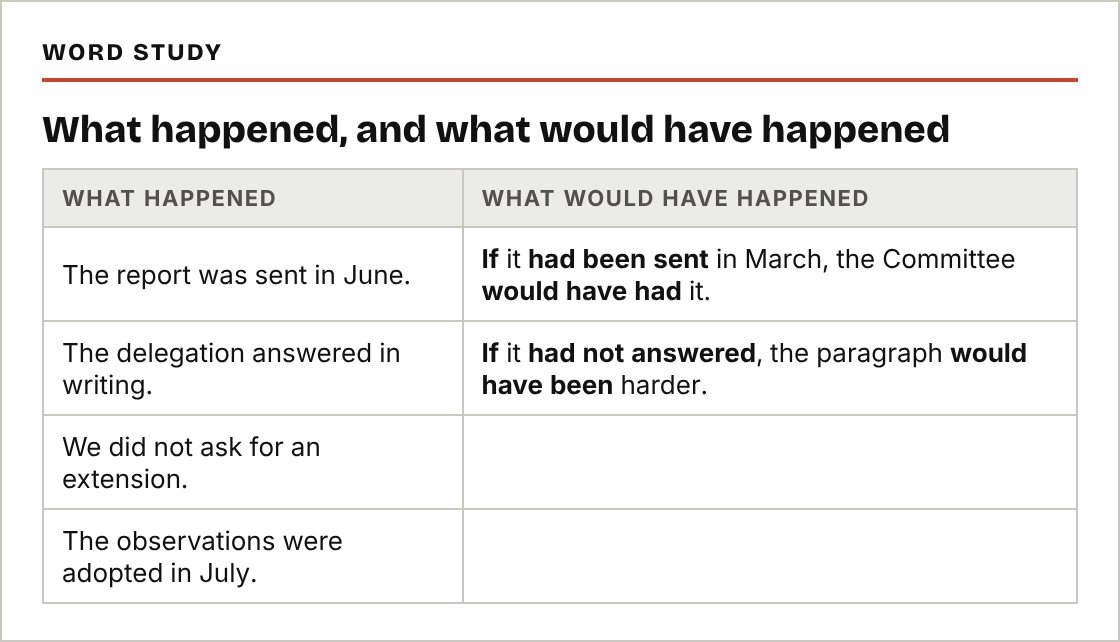 WORD STUDY
What happened, and what would have happened
WHAT HAPPENED
WHAT WOULD HAVE HAPPENED
The report was sent in June.
If it had been sent in March, the Committee
would have had it.
The delegation answered in
writing.
If it had not answered, the paragraph would
have been harder.
We did not ask for an
extension.
The observations were
adopted in July.